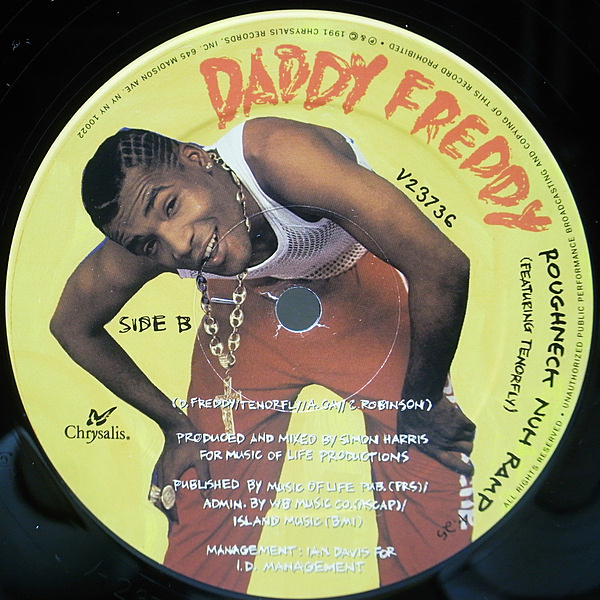 DADDY FREDDY
V23736
ROUGHNECK NUH RAMP
(FEATURING TENORFLY)
SIDE B
(D. FREDDY/TENORFLY/A. GAY/E. ROBINSON)
Chrysalis®
PRODUCED AND MIXED BY SIMON HARRIS
FOR MUSIC OF LIFE PRODUCTIONS
PUBLISHED BY MUSIC OF LIFE PUB. (PRS)/
ADMIN. BY WB MUSIC CO. (ASCAP)/
ISLAND MUSIC (BMI)
MANAGEMENT: IAN DAVIS FOR
I.D. MANAGEMENT
℗ & © 1991 CHRYSALIS RECORDS, INC. 645 MADISON AVE. NY NY 10022
ALL RIGHTS RESERVED • UNAUTHORIZED PUBLIC PERFORMANCE BROADCASTING AND COPYING OF THIS RECORD PROHIBITED •